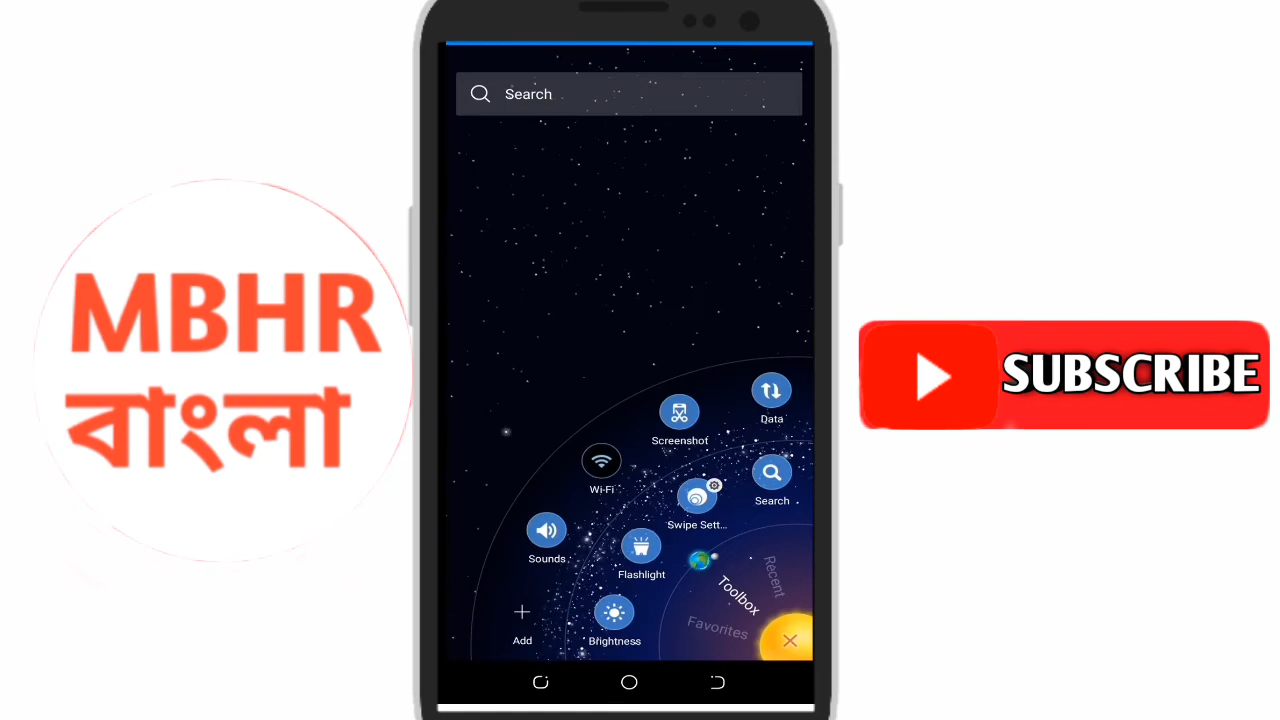 Search
MBHR
বাংলা
SUBSCRIBE
Data
Screenshot
Wi-Fi
Search
Swipe Sett...
Sounds
Flashlight
Recent
Toolbox
Favorites
Add
Brightness